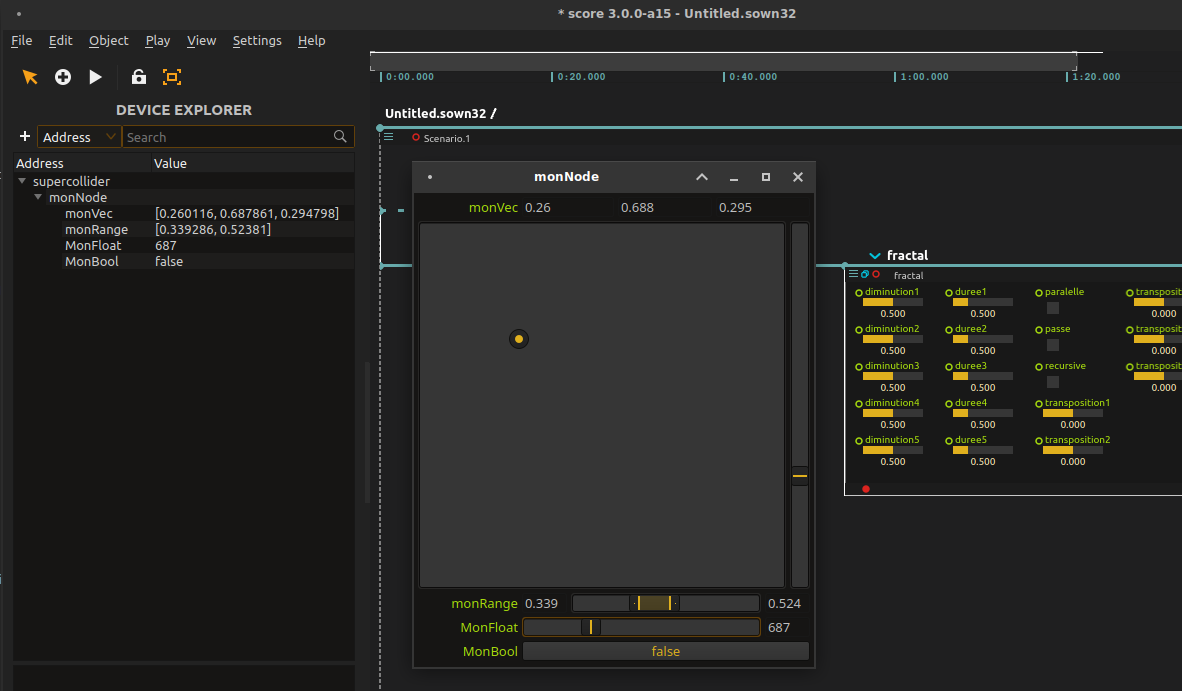 * score 3.0.0-a15 - Untitled.sown32
File Edit Object Play View Settings Help
DEVICE EXPLORER
Address Search
Address Value
supercollider
monNode
monVec [0.260116, 0.687861, 0.294798]
monRange [0.339286, 0.52381]
MonFloat 687
MonBool false
0:00.000 0:20.000 0:40.000 1:00.000 1:20.000
Untitled.sown32 /
Scenario.1
monNode
monVec 0.26 0.688 0.295
monRange 0.339 0.524
MonFloat 687
MonBool false
fractal
fractal
diminution1 duree1 paralelle transposit
0.500 0.500 0.000
diminution2 duree2 passe transposit
0.500 0.500 0.000
diminution3 duree3 recursive transposit
0.500 0.500 0.000
diminution4 duree4 transposition1
0.500 0.500 0.000
diminution5 duree5 transposition2
0.500 0.500 0.000